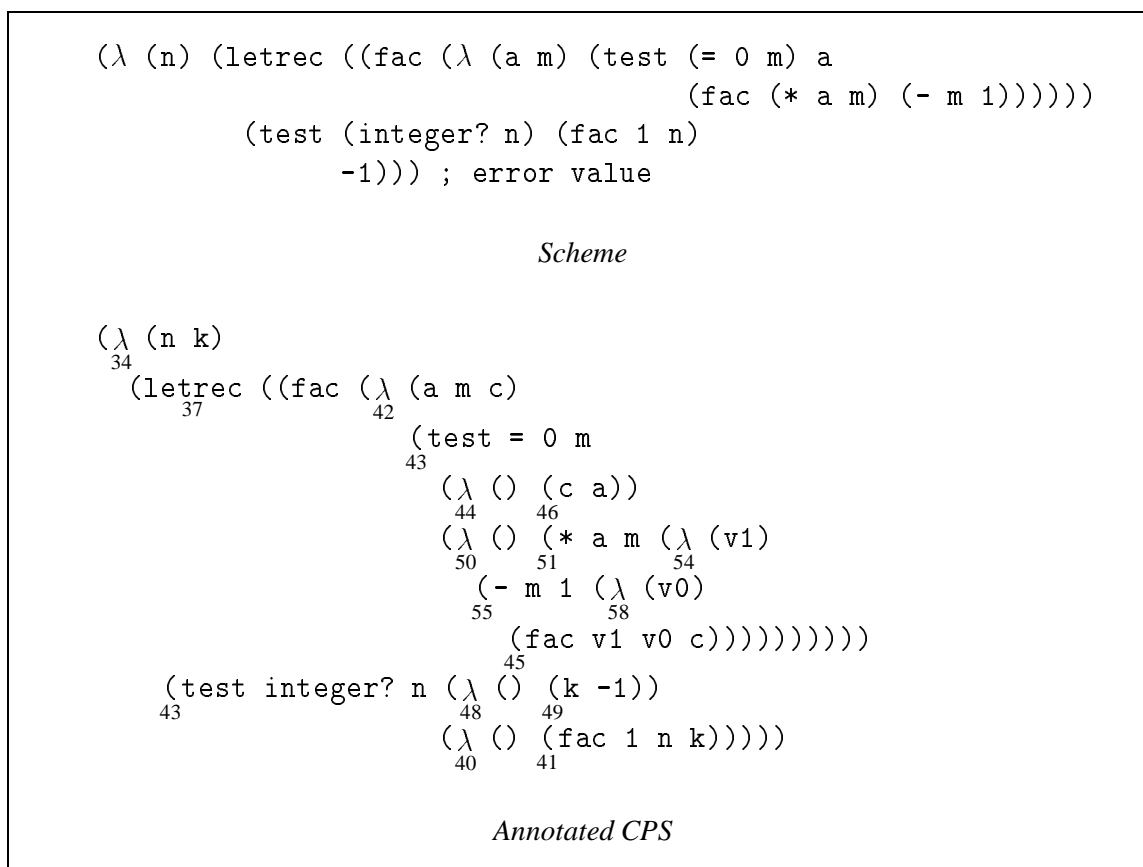 (λ (n) (letrec ((fac (λ (a m) (test (= 0 m) a
(fac (* a m) (- m 1))))))
(test (integer? n) (fac 1 n)
-1))) ; error value
Scheme
(λ (n k)
34
(letrec ((fac (λ (a m c)
37 42
(test = 0 m
43
(λ () (c a))
44 46
(λ () (* a m (λ (v1)
50 51 54
(- m 1 (λ (v0)
55 58
(fac v1 v0 c))))))))))
45
(test integer? n (λ () (k -1))
43 48 49
(λ () (fac 1 n k)))))
40 41
Annotated CPS